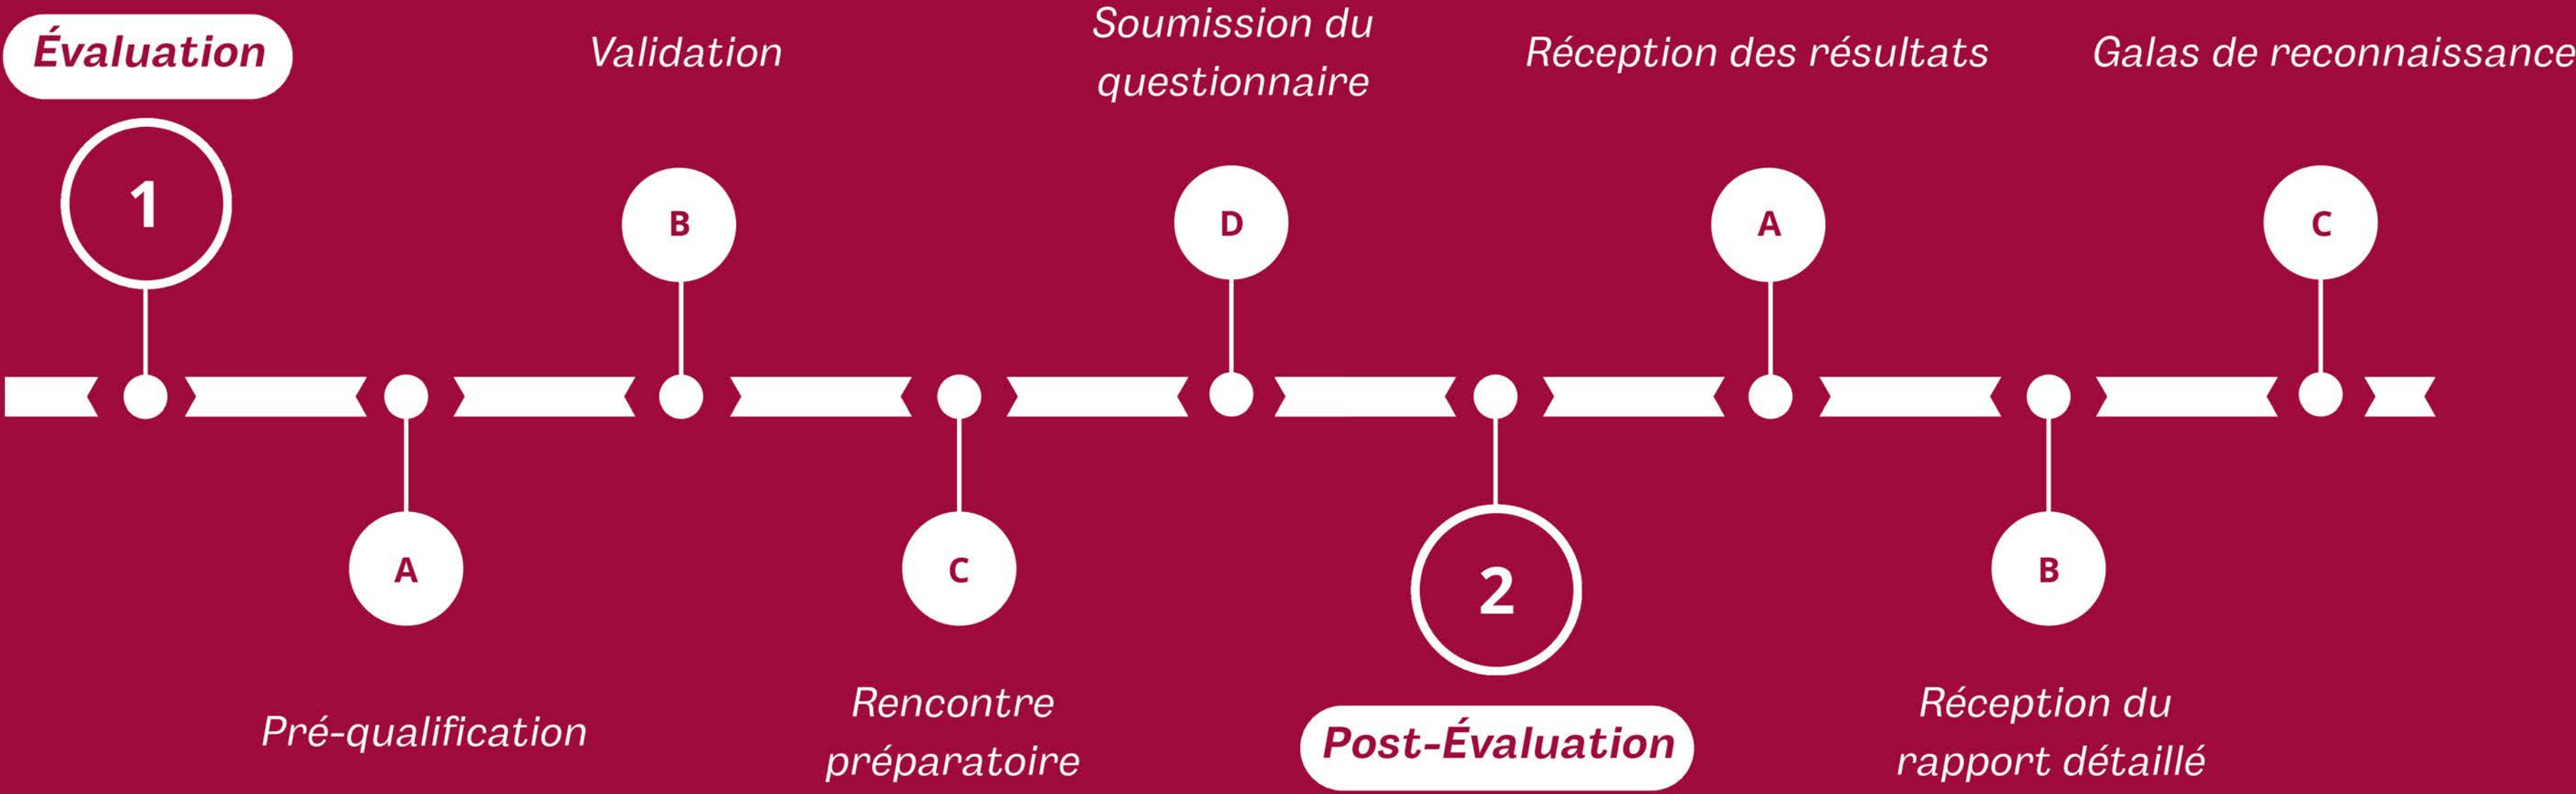 Évaluation
1
A
Pré-qualification
Validation
B
C
Rencontre
préparatoire
Soumission du
questionnaire
D
2
Post-Évaluation
Réception des résultats
A
B
Réception du
rapport détaillé
Galas de reconnaissance
C